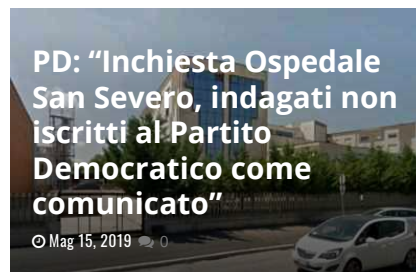 PD: “Inchiesta Ospedale
San Severo, indagati non
iscritti al Partito
Democratico come
comunicato”
Mag 15, 2019 0